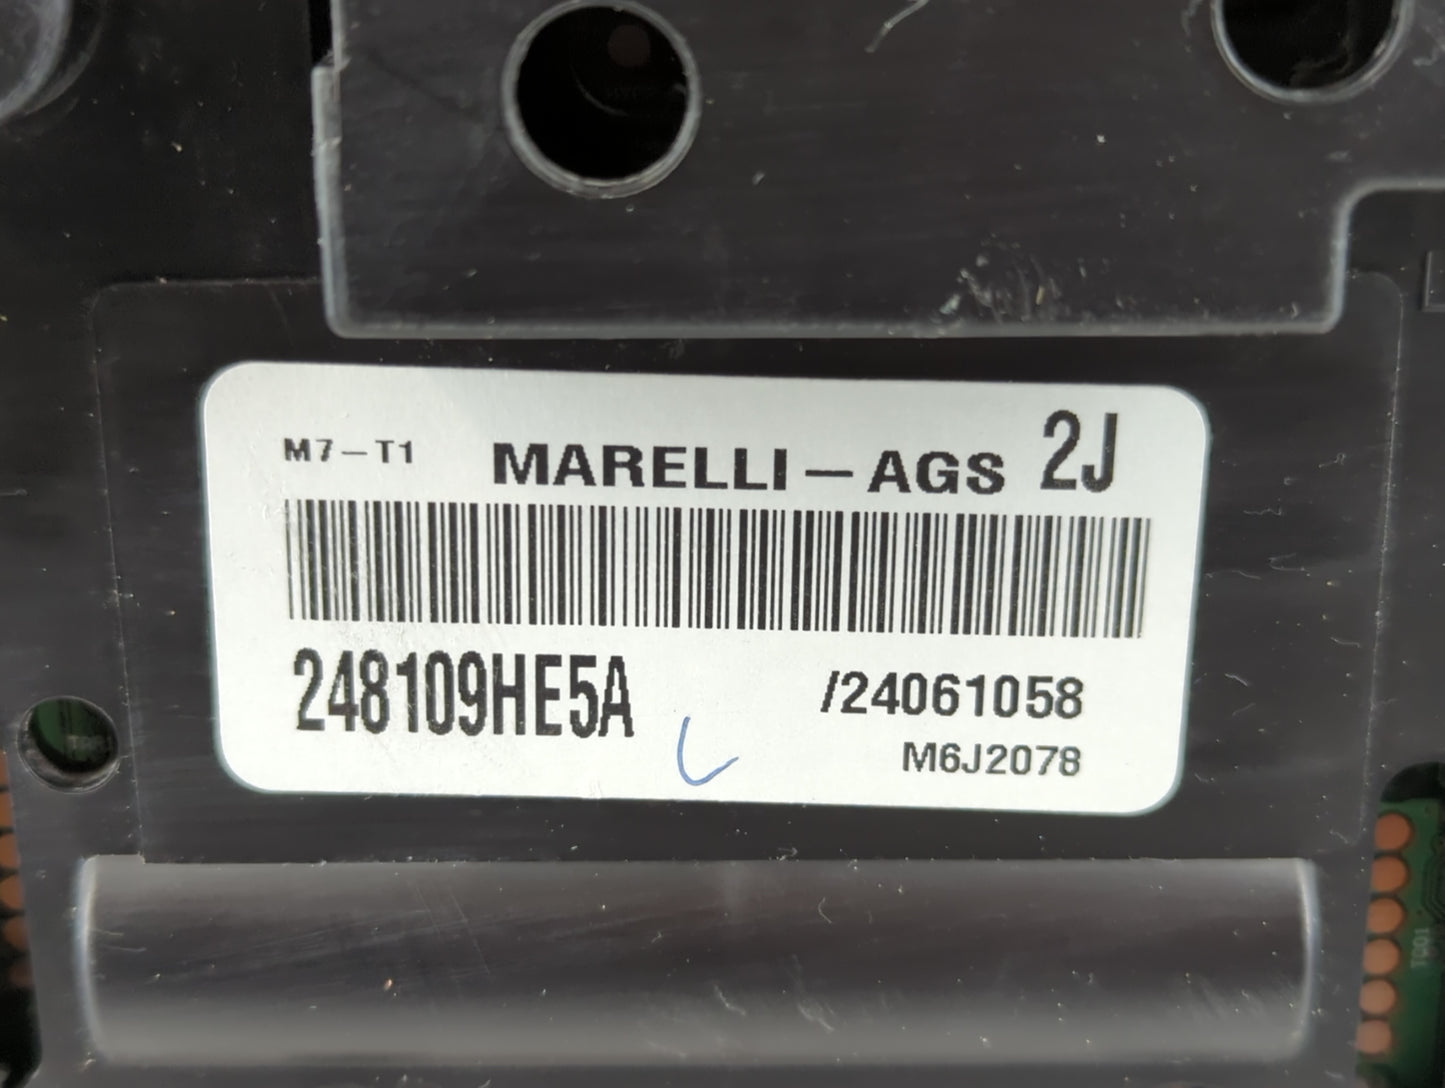 M7-T1 MARELLI-AGS 2J
248109HE5A /24061058
M6J2078